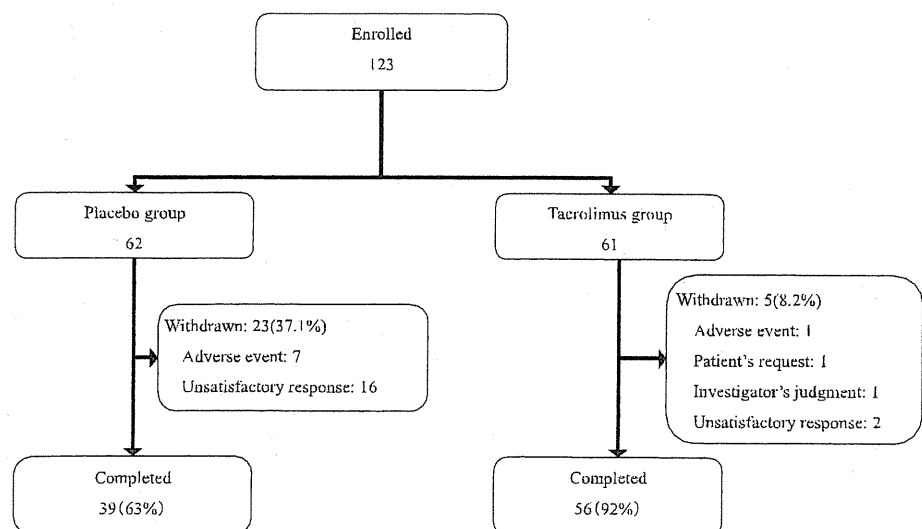 Enrolled
123
Placebo group
62
Tacrolimus group
61
Withdrawn: 23(37.1%)
Adverse event: 7
Unsatisfactory response: 16
Withdrawn: 5(8.2%)
Adverse event: 1
Patient's request: 1
Investigator's judgment: 1
Unsatisfactory response: 2
Completed
39(63%)
Completed
56(92%)